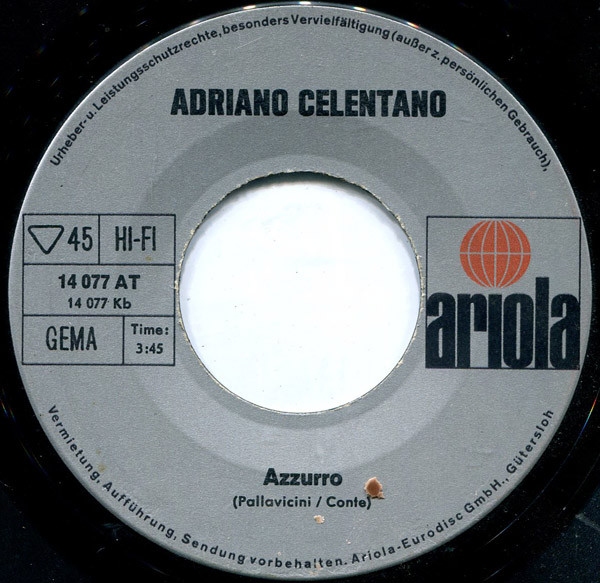 Urheber- u. Leistungsschutzrechte, besonders Vervielfältigung (außer z. persönlichen Gebrauch),
ADRIANO CELENTANO
45 HI-FI
14 077 AT
14 077 Kb
GEMA
Time:
3:45
ariola
Azzurro
(Pallavicini / Conte)
Vermietung, Aufführung, Sendung vorbehalten. Ariola-Eurodisc GmbH., Gütersloh